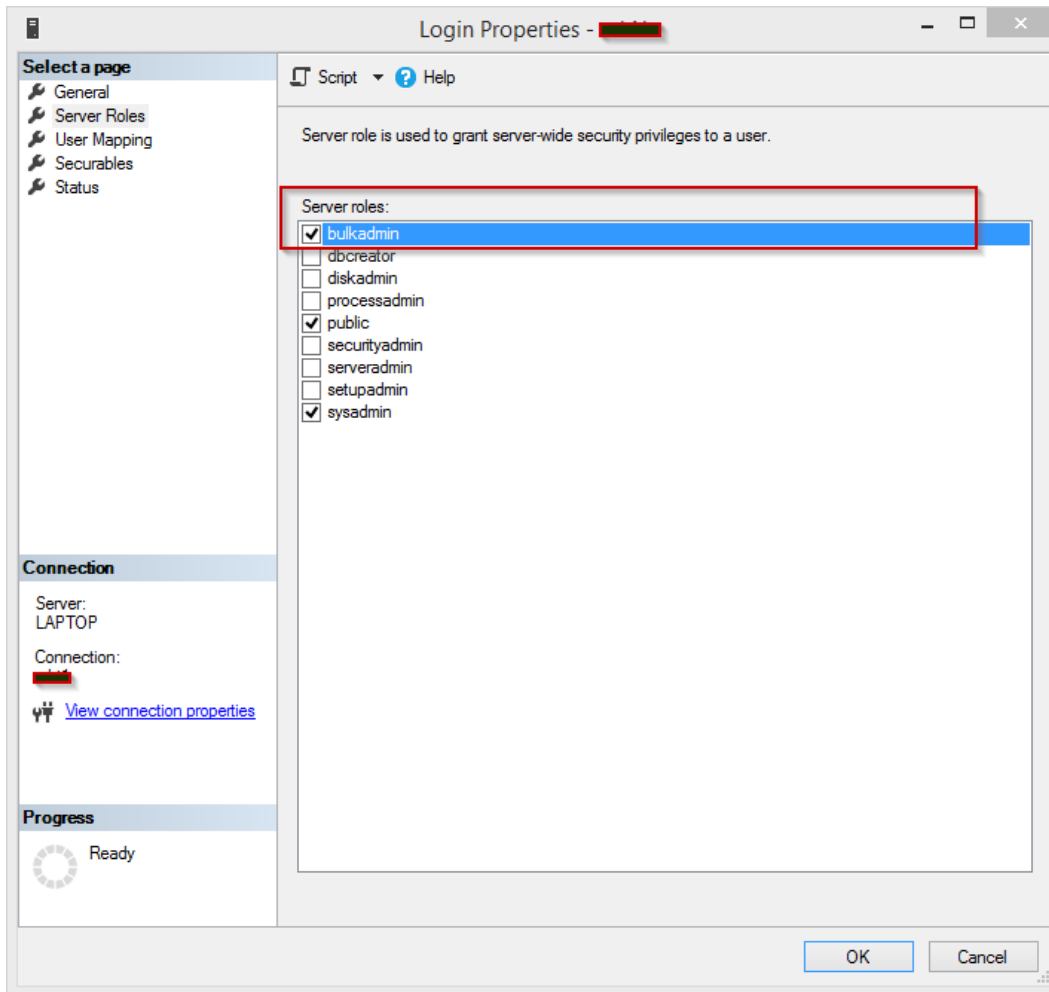 Login Properties -
Select a page
General
Server Roles
User Mapping
Securables
Status
Script
Help
Server role is used to grant server-wide security privileges to a user.
Server roles:
bulkadmin
dbcreator
diskadmin
processadmin
public
securityadmin
serveradmin
setupadmin
sysadmin
Connection
Server:
LAPTOP
Connection:
View connection properties
Progress
Ready
OK
Cancel